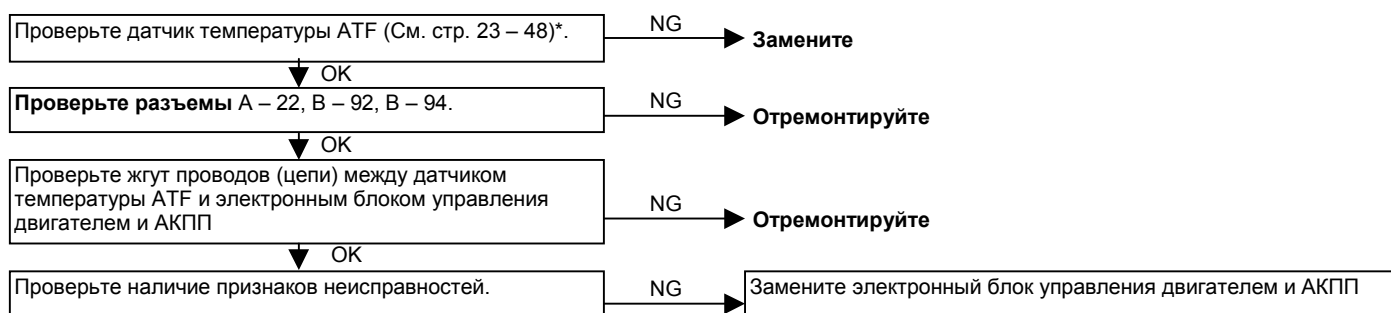 Проверьте датчик температуры ATF (См. стр. 23 – 48)*.
NG
Замените
OK
Проверьте разъемы A – 22, B – 92, B – 94.
NG
Отремонтируйте
OK
Проверьте жгут проводов (цепи) между датчиком
температуры ATF и электронным блоком управления
двигателем и АКПП
NG
Отремонтируйте
OK
Проверьте наличие признаков неисправностей.
NG
Замените электронный блок управления двигателем и АКПП